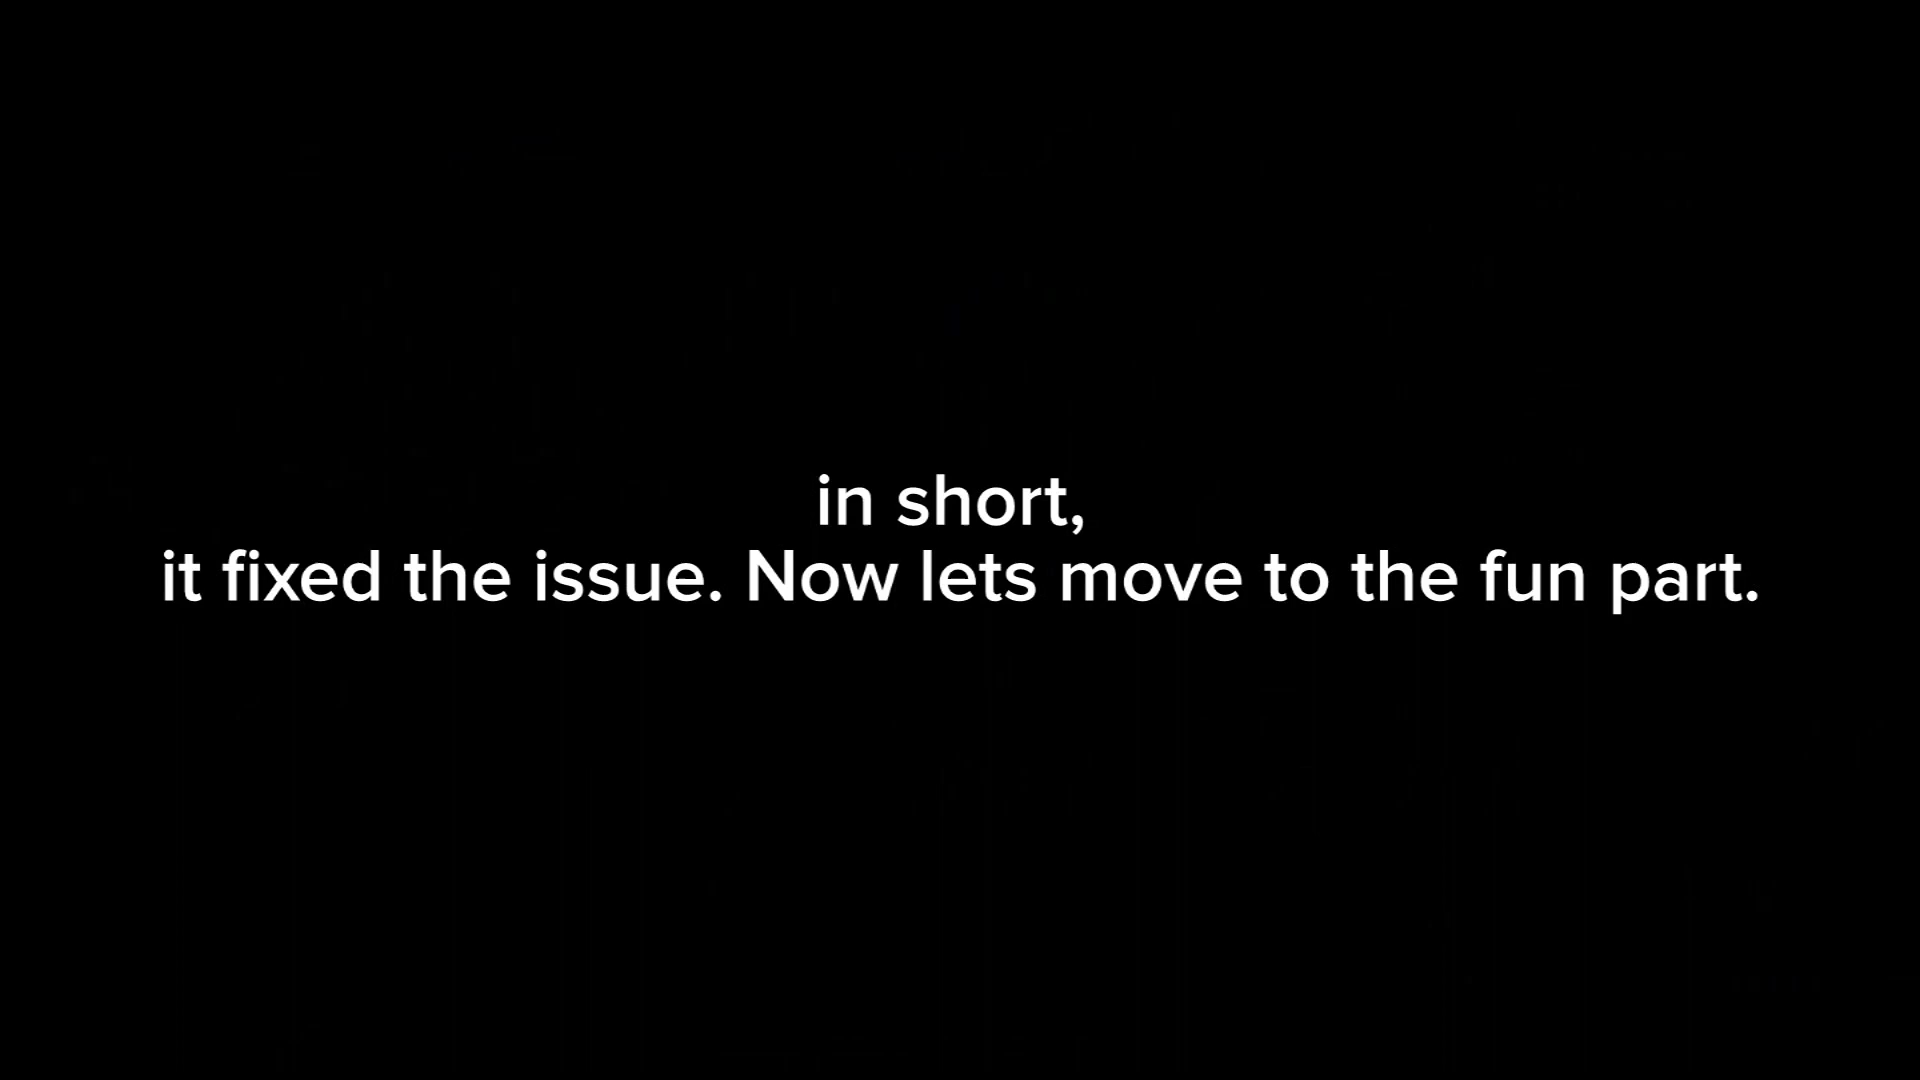 in short,
it fixed the issue. Now lets move to the fun part.